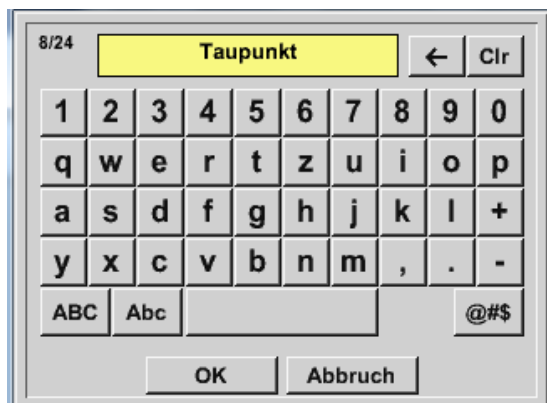 8/24 Taupunkt ← Clr
1 2 3 4 5 6 7 8 9 0
q w e r t z u i o p
a s d f g h j k l +
y x c v b n m , . -
ABC Abc @#$
OK Abbruch